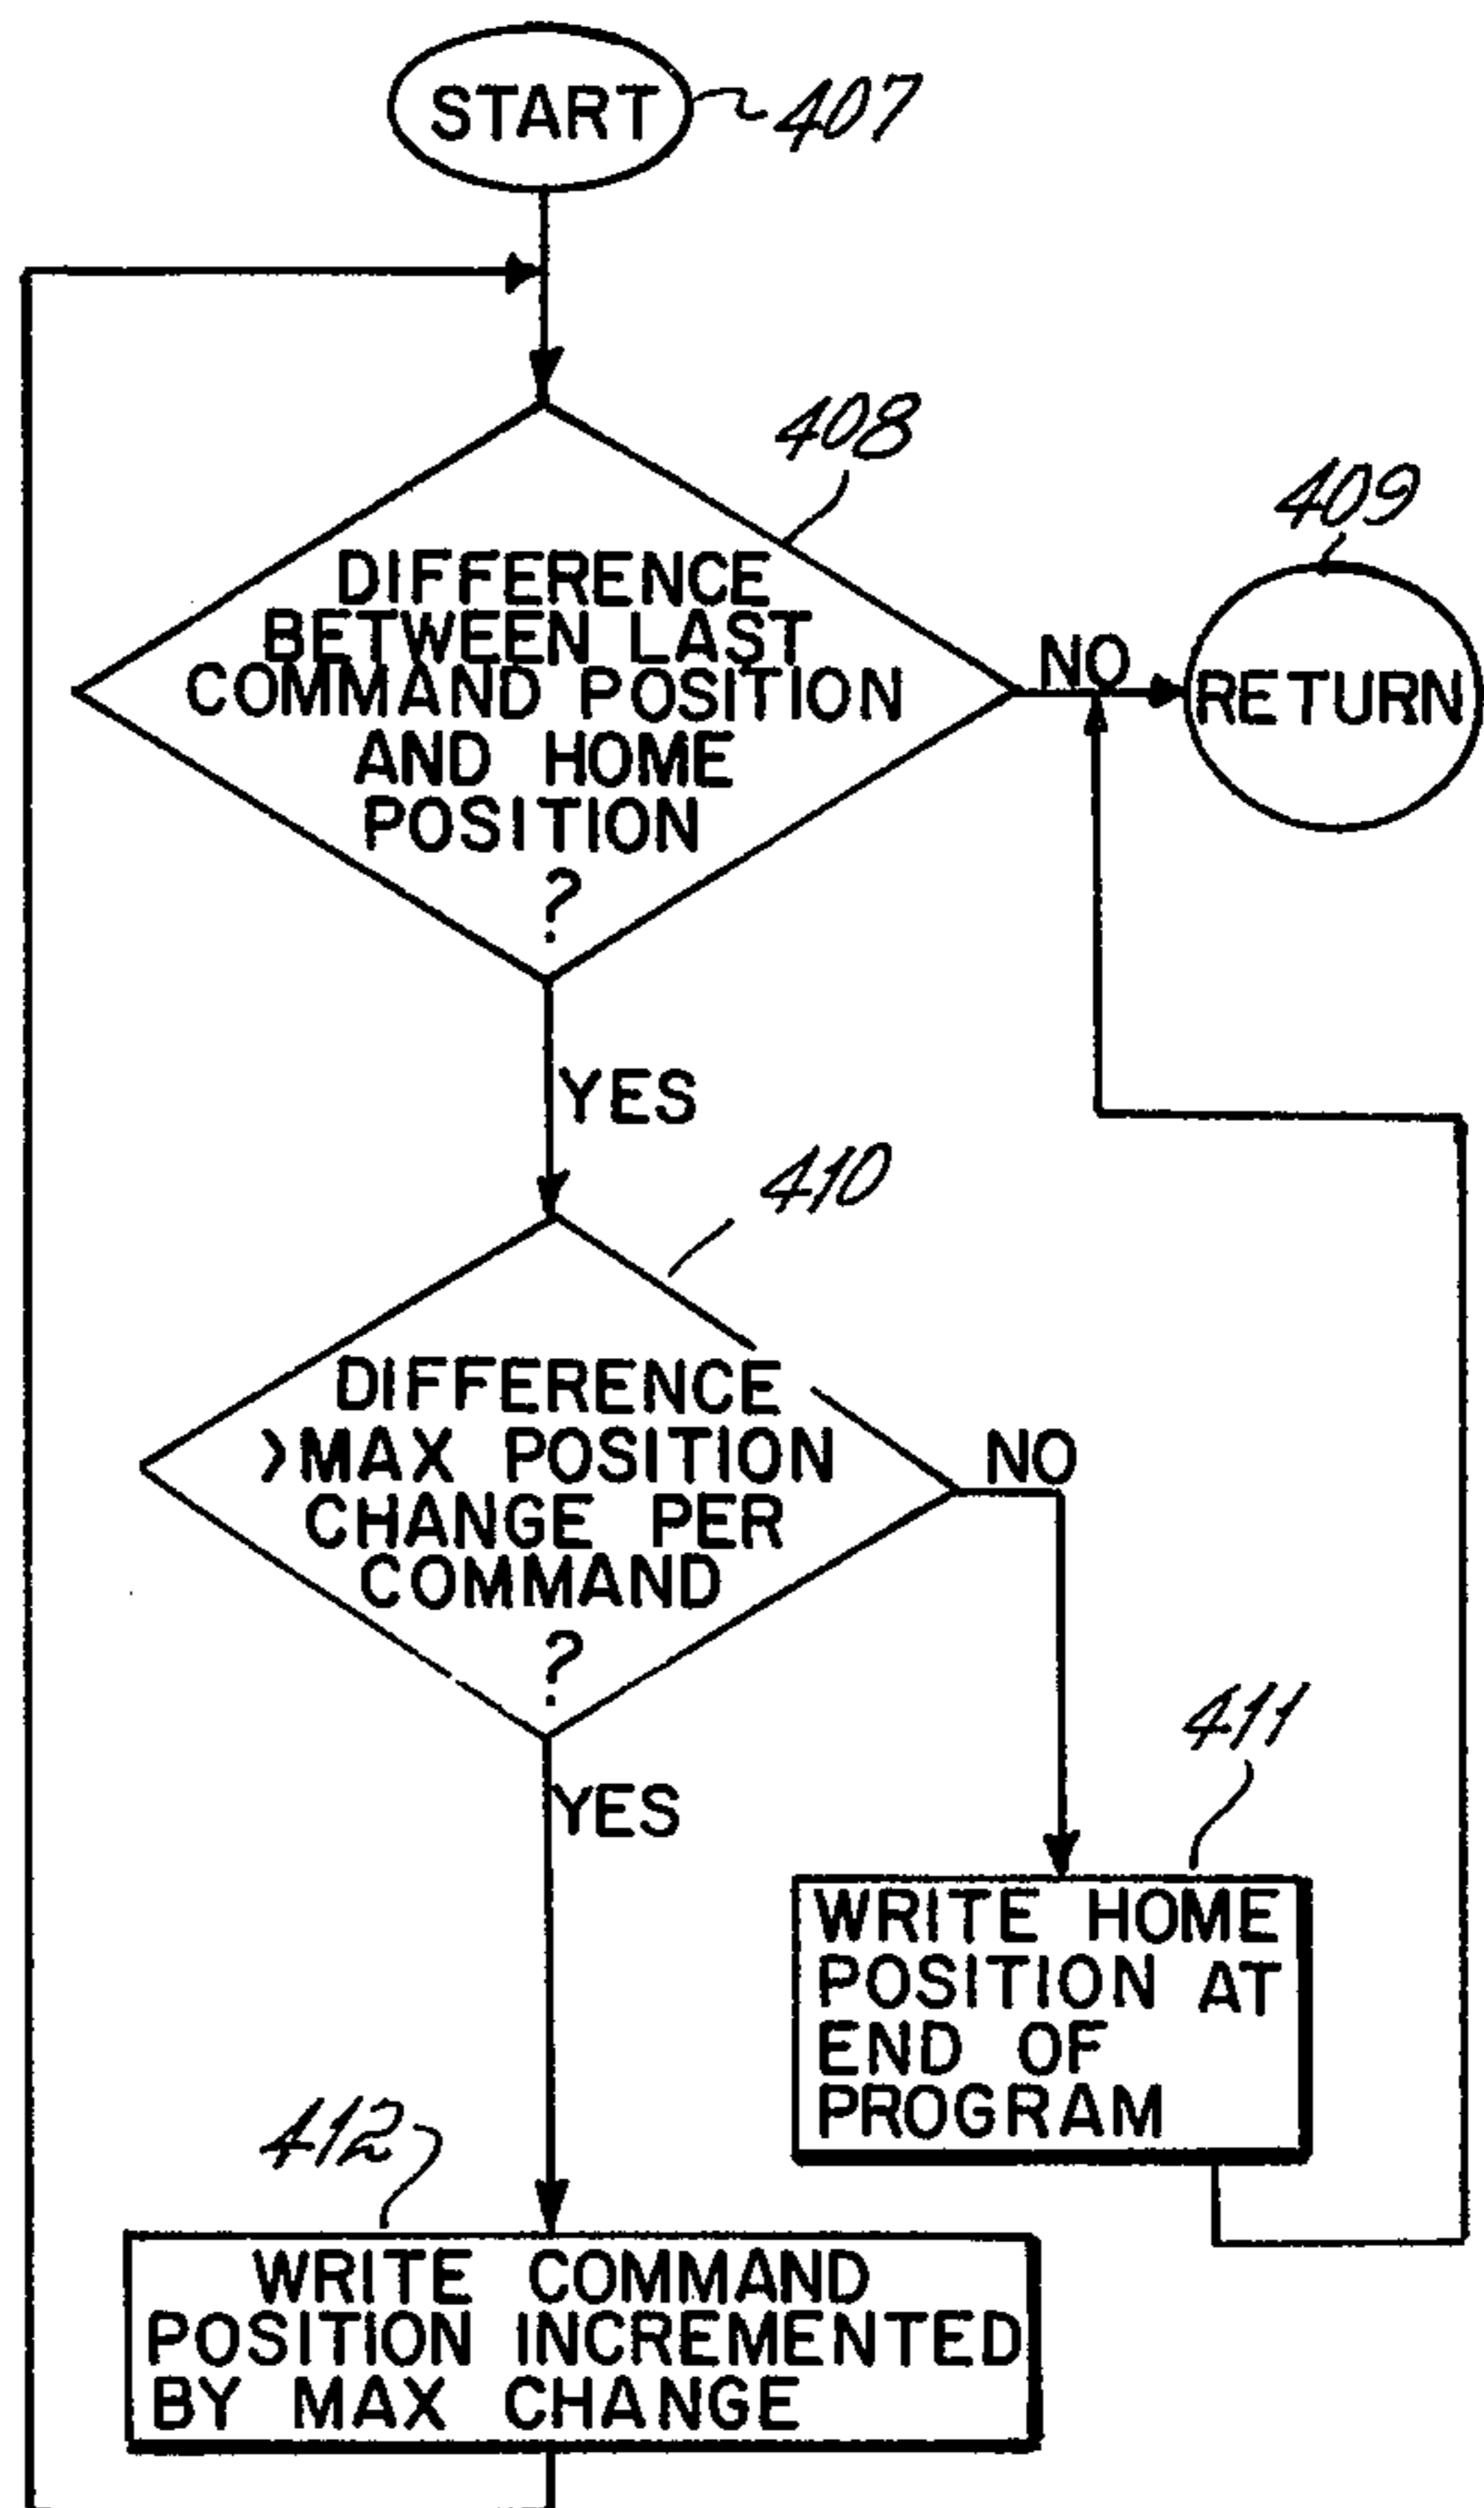 START
407
408
DIFFERENCE
BETWEEN LAST
COMMAND POSITION
AND HOME
POSITION
?
NO
409
RETURN
YES
410
DIFFERENCE
>MAX POSITION
CHANGE PER
COMMAND
?
NO
YES
411
WRITE HOME
POSITION AT
END OF
PROGRAM
412
WRITE COMMAND
POSITION INCREMENTED
BY MAX CHANGE